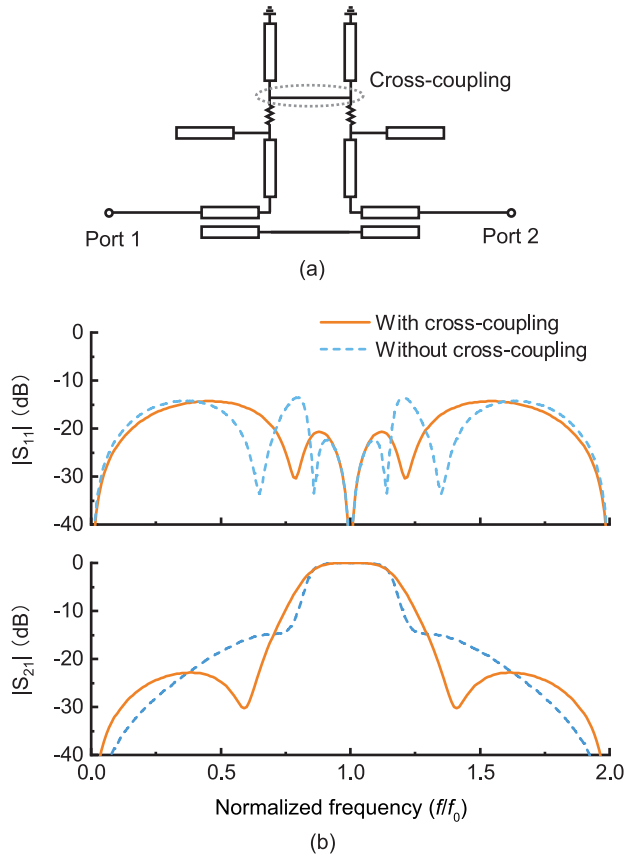 Cross-coupling
Port 1
Port 2
(a)
With cross-coupling
Without cross-coupling
|S11| (dB)
0
-10
-20
-30
-40
|S21| (dB)
0
-10
-20
-30
-40
0.0 0.5 1.0 1.5 2.0
Normalized frequency (f/f0)
(b)